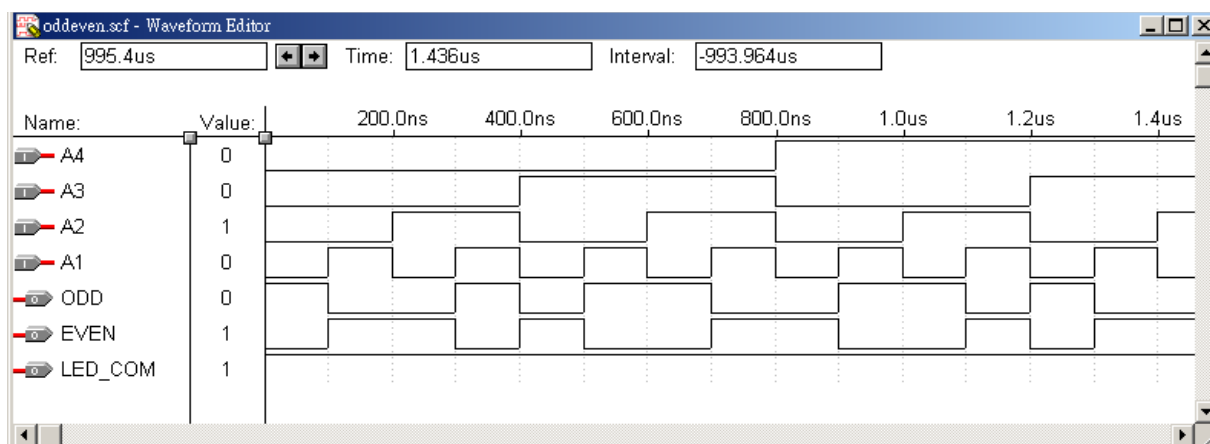 oddeven.scf - Waveform Editor
Ref: 995.4us Time: 1.436us Interval: -993.964us
Name: Value: 200.0ns 400.0ns 600.0ns 800.0ns 1.0us 1.2us 1.4us
A4 0
A3 0
A2 1
A1 0
ODD 0
EVEN 1
LED_COM 1